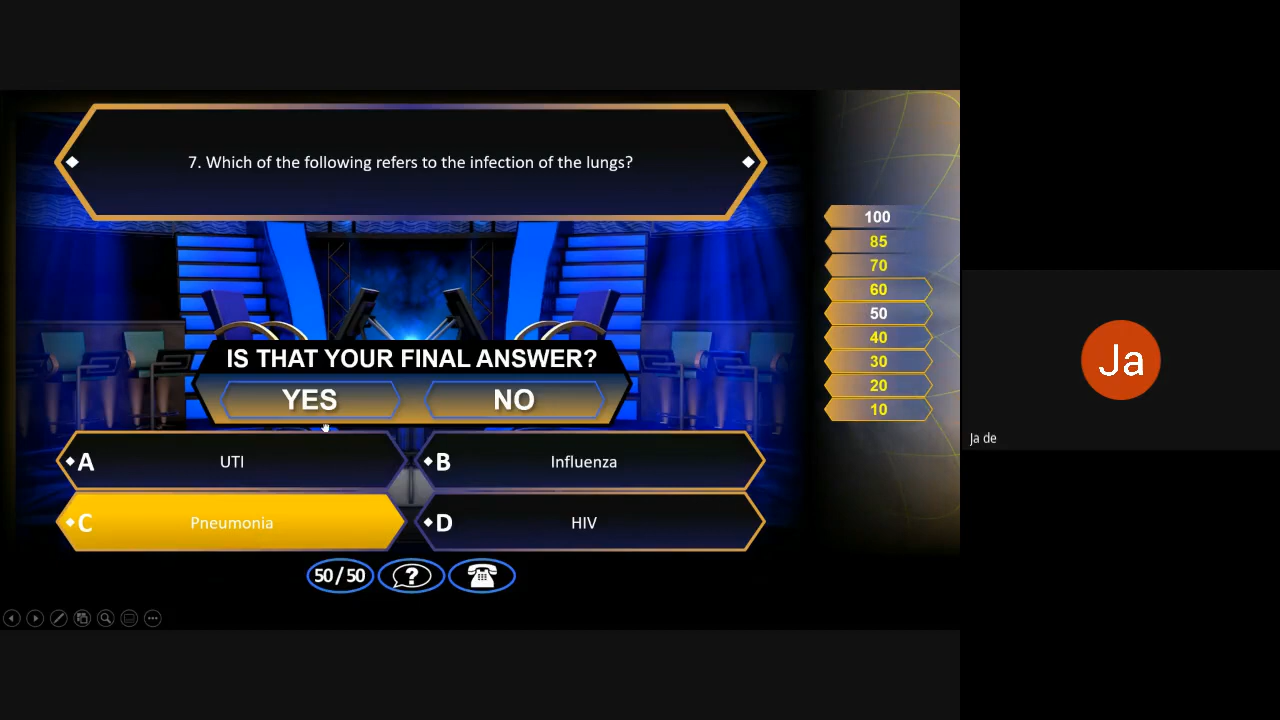 7. Which of the following refers to the infection of the lungs?
100
85
70
60
50
40
30
20
10
IS THAT YOUR FINAL ANSWER?
YES
NO
A UTI
B Influenza
C Pneumonia
D HIV
50/50
?
Ja
Ja de